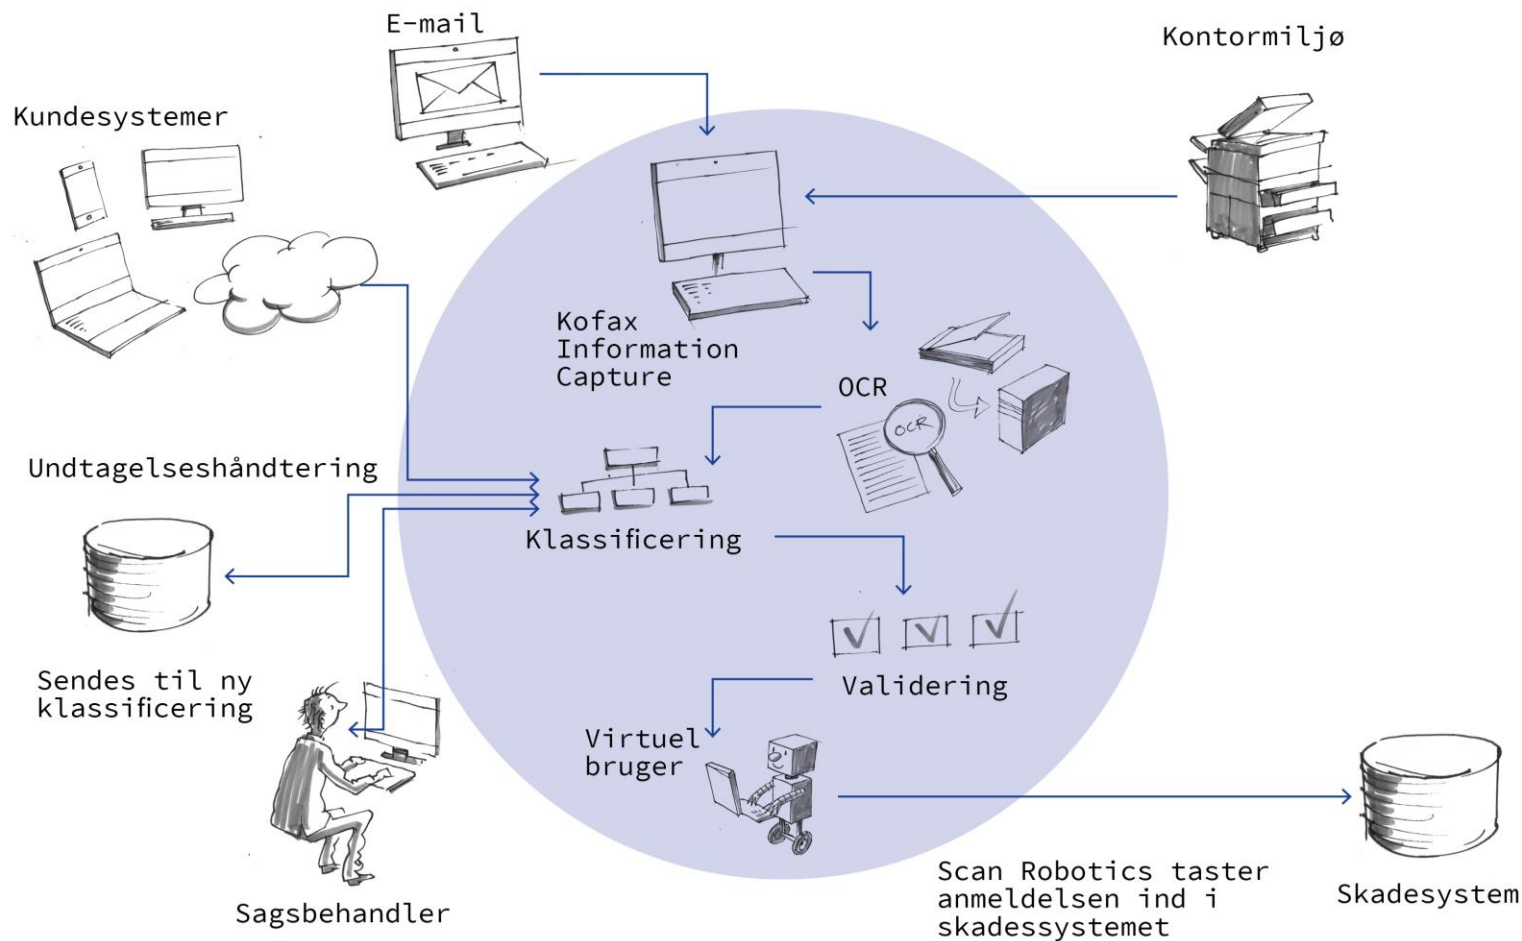 E-mail
Kontormiljø
Kundesystemer
Kofax
Information
Capture
OCR
OCR
Undtagelseshåndtering
Klassificering
Sendes til ny
klassificering
Validering
Virtuel
bruger
Scan Robotics taster
anmeldelsen ind i
skadessystemet
Skadesystem
Sagsbehandler